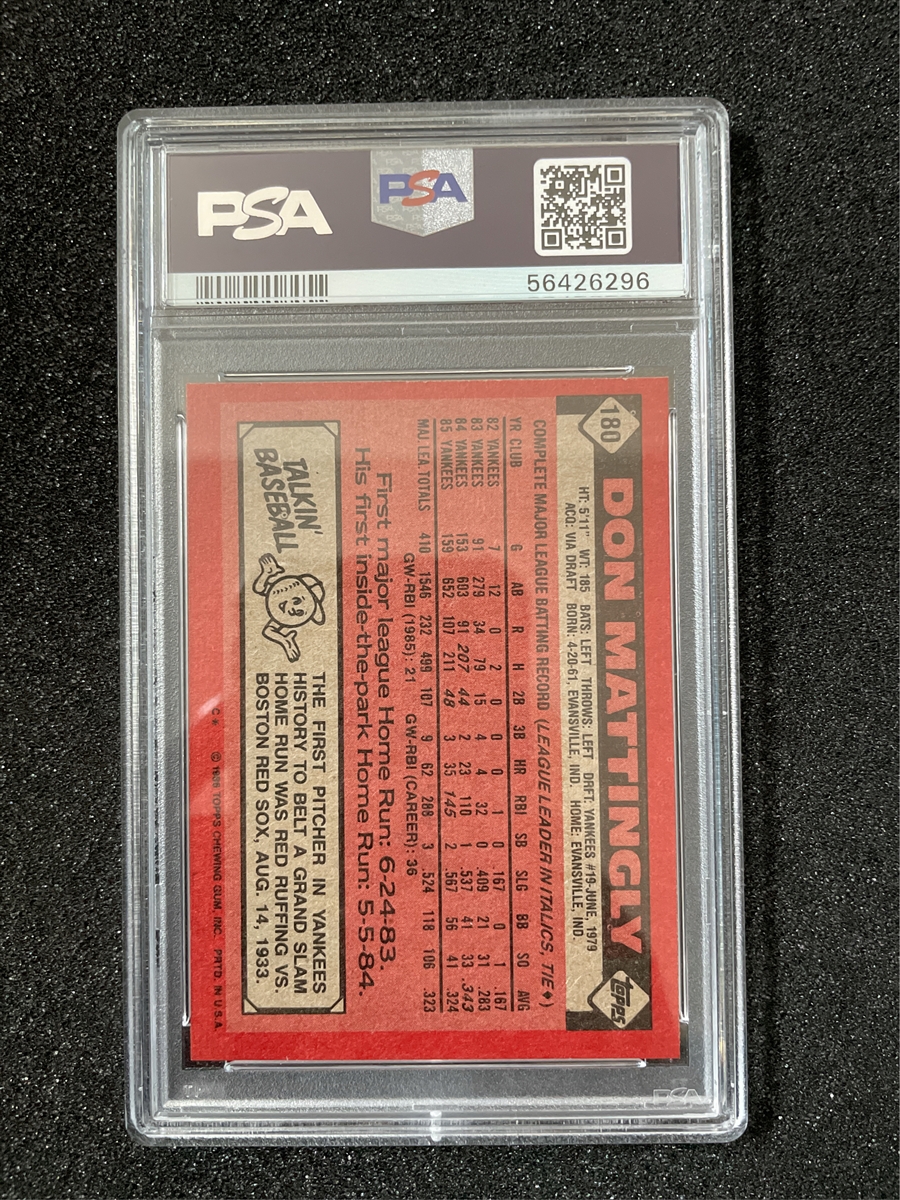 PSA
PSA
56426296
180
DON MATTINGLY
Topps
HT: 5'11" WT: 185 BATS: LEFT THROWS: LEFT DRFT: YANKEES #19-JUNE, 1979
ACQ: VIA DRAFT BORN: 4-20-61, EVANSVILLE, IND. HOME: EVANSVILLE, IND.
COMPLETE MAJOR LEAGUE BATTING RECORD (LEAGUE LEADER IN ITALICS, TIE♦)
YR CLUB G AB R H 2B 3B HR RBI SB SLG BB SO AVG
82 YANKEES 7 12 0 2 0 0 0 1 0 .167 0 1 .167
83 YANKEES 91 279 34 79 15 4 4 32 0 .409 21 31 .283
84 YANKEES 153 603 91 207 44 2 23 110 1 .537 41 33 .343
85 YANKEES 159 652 107 211 48 3 35 145 2 .567 56 41 .324
MAJ. LEA. TOTALS 410 1546 232 499 107 9 62 288 3 .524 118 106 .323
GW-RBI (1985): 21 GW-RBI (CAREER): 36
First major league Home Run: 6-24-83.
His first inside-the-park Home Run: 5-5-84.
TALKIN'
BASEBALL
THE FIRST PITCHER IN YANKEES
HISTORY TO BELT A GRAND SLAM
HOME RUN WAS RED RUFFING VS.
BOSTON RED SOX, AUG. 14, 1933.
C* © 1986 TOPPS CHEWING GUM, INC. PRTD. IN U.S.A.
PSA